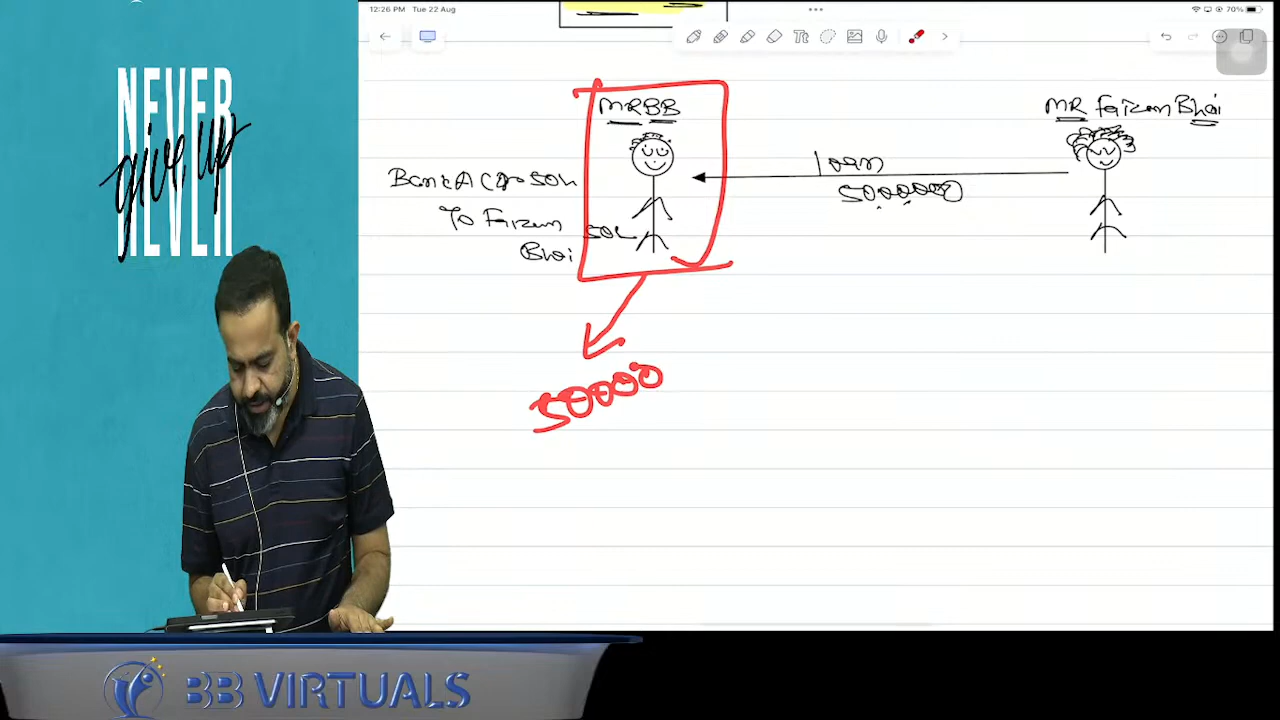 12:26 PM Tue 22 Aug
70%
NEVER
give up
NEVER
MR BB
MR Faizan Bhai
loan
5000000
Bank A/C Dr 50L
To Faizan
Bhai 50L
50000
BB VIRTUALS